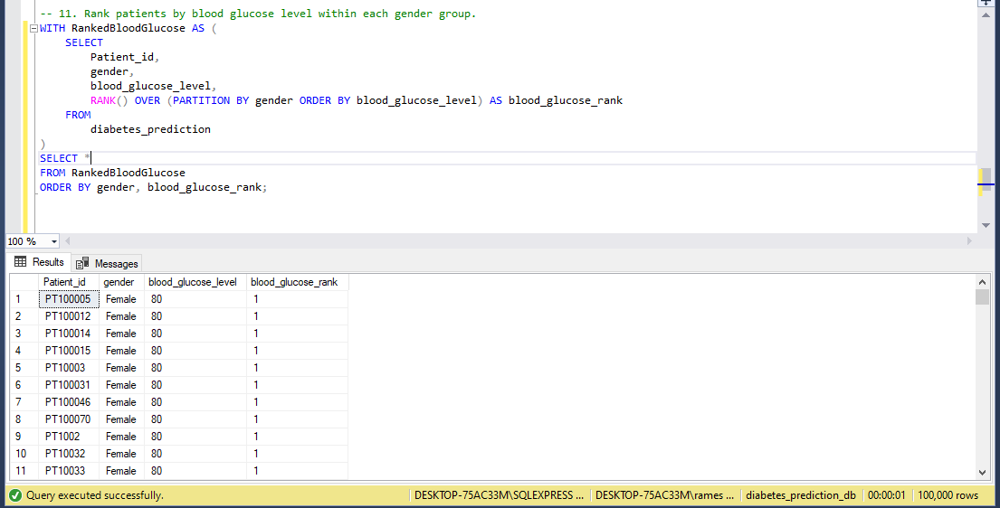 -- 11. Rank patients by blood glucose level within each gender group.
WITH RankedBloodGlucose AS (
SELECT
Patient_id,
gender,
blood_glucose_level,
RANK() OVER (PARTITION BY gender ORDER BY blood_glucose_level) AS blood_glucose_rank
FROM
diabetes_prediction
)
SELECT *
FROM RankedBloodGlucose
ORDER BY gender, blood_glucose_rank;
100 %
Results Messages
Patient_id gender blood_glucose_level blood_glucose_rank
1 PT100005 Female 80 1
2 PT100012 Female 80 1
3 PT100014 Female 80 1
4 PT100015 Female 80 1
5 PT10003 Female 80 1
6 PT100031 Female 80 1
7 PT100046 Female 80 1
8 PT100070 Female 80 1
9 PT1002 Female 80 1
10 PT10032 Female 80 1
11 PT10033 Female 80 1
Query executed successfully. DESKTOP-75AC33M\SQLEXPRESS ... DESKTOP-75AC33M\rames ... diabetes_prediction_db 00:00:01 100,000 rows